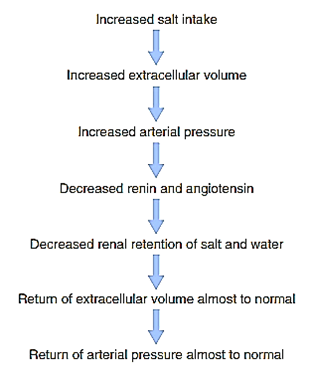 Increased salt intake
Increased extracellular volume
Increased arterial pressure
Decreased renin and angiotensin
Decreased renal retention of salt and water
Return of extracellular volume almost to normal
Return of arterial pressure almost to normal